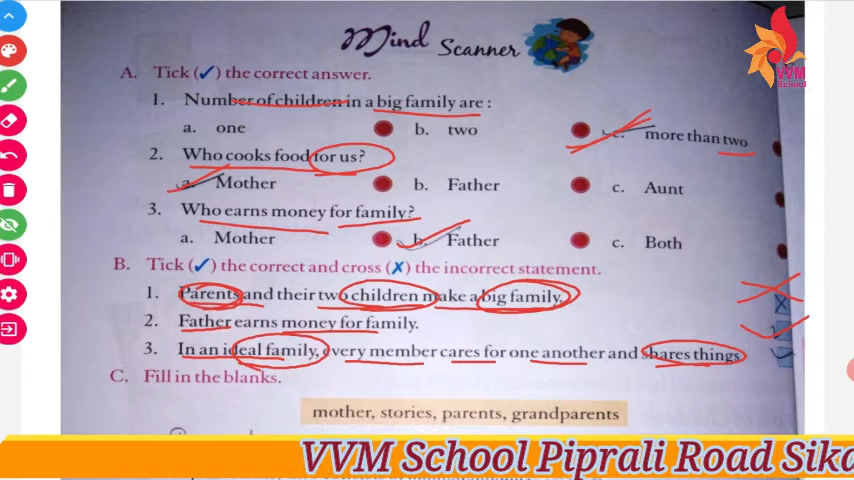 Mind Scanner
VVM
School
A. Tick (✓) the correct answer.
1. Number of children in a big family are :
a. one b. two c. more than two
2. Who cooks food for us?
a. Mother b. Father c. Aunt
3. Who earns money for family?
a. Mother b. Father c. Both
B. Tick (✓) the correct and cross (✗) the incorrect statement.
1. Parents and their two children make a big family.
2. Father earns money for family.
3. In an ideal family, every member cares for one another and shares things
C. Fill in the blanks.
mother, stories, parents, grandparents
VVM School Piprali Road Sika